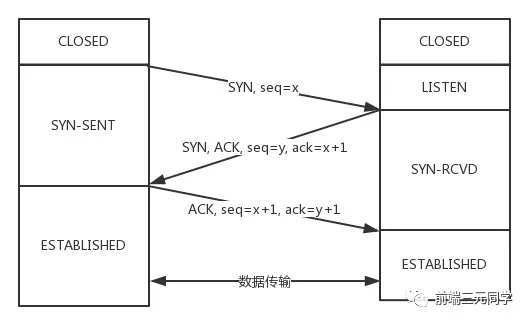 CLOSED
CLOSED
SYN, seq=x
LISTEN
SYN-SENT
SYN, ACK, seq=y, ack=x+1
SYN-RCVD
ACK, seq=x+1, ack=y+1
ESTABLISHED
ESTABLISHED
数据传输
前端三元同学